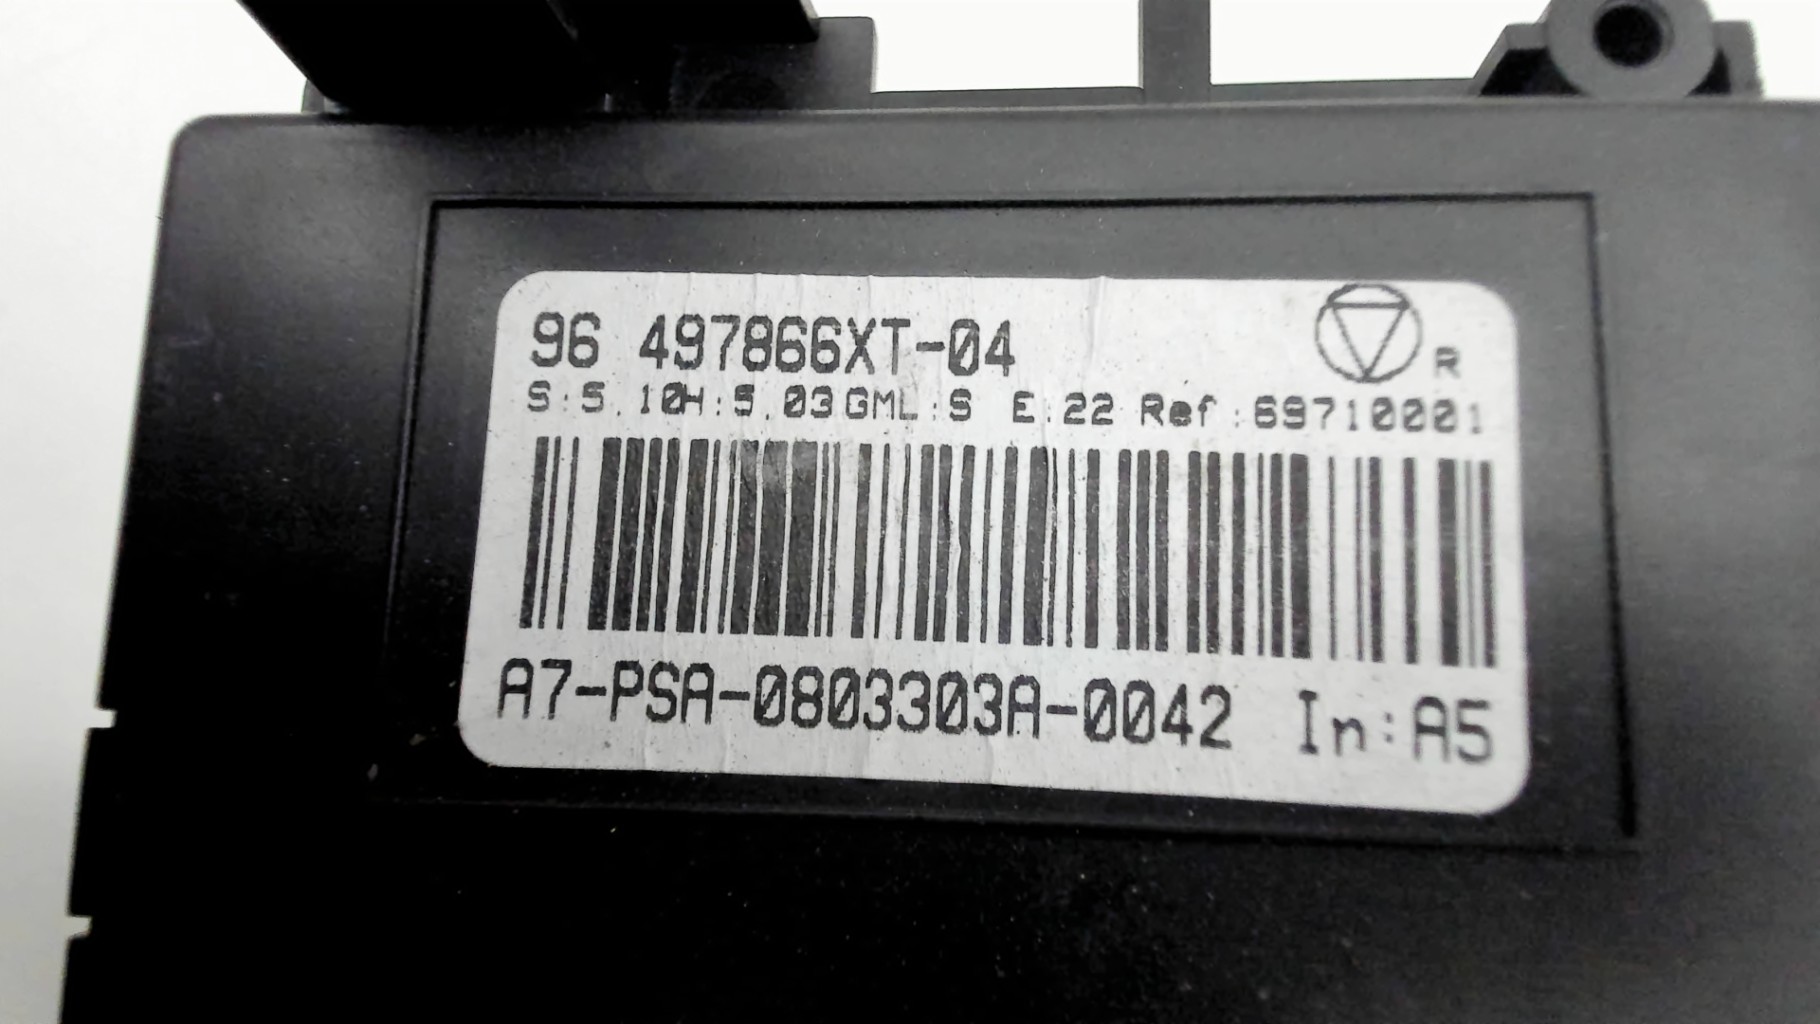 96 497866XT-04
R
S:5.10H:5.03GML:S E:22 Ref:69710001
A7-PSA-0803303A-0042 In:A5